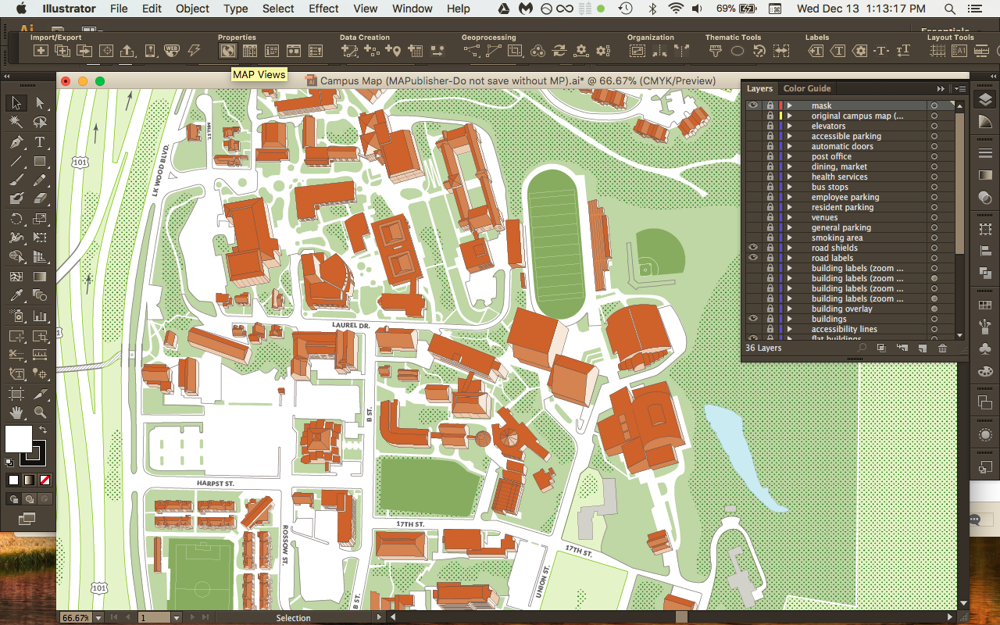 Illustrator File Edit Object Type Select Effect View Window Help 69% Wed Dec 13 1:13:17 PM
Ai Essentials
Import/Export Properties Data Creation Geoprocessing Organization Thematic Tools Labels Layout Tools
WEB
MAP Views
Campus Map (MAPublisher-Do not save without MP).ai* @ 66.67% (CMYK/Preview)
Layers Color Guide
mask
original campus map (...
elevators
accessible parking
automatic doors
post office
dining, market
health services
bus stops
employee parking
resident parking
venues
general parking
smoking area
road shields
road labels
building labels (zoom ...
building labels (zoom ...
building labels (zoom ...
building labels (zoom ...
building overlay
buildings
accessibility lines
flat buildings
36 Layers
MILL ST.
LK WOOD BLVD.
101
LAUREL DR.
B ST.
HARPST ST.
17TH ST.
ROSSOW ST.
17TH ST.
UNION ST.
101
B ST.
66.67% 1 Selection